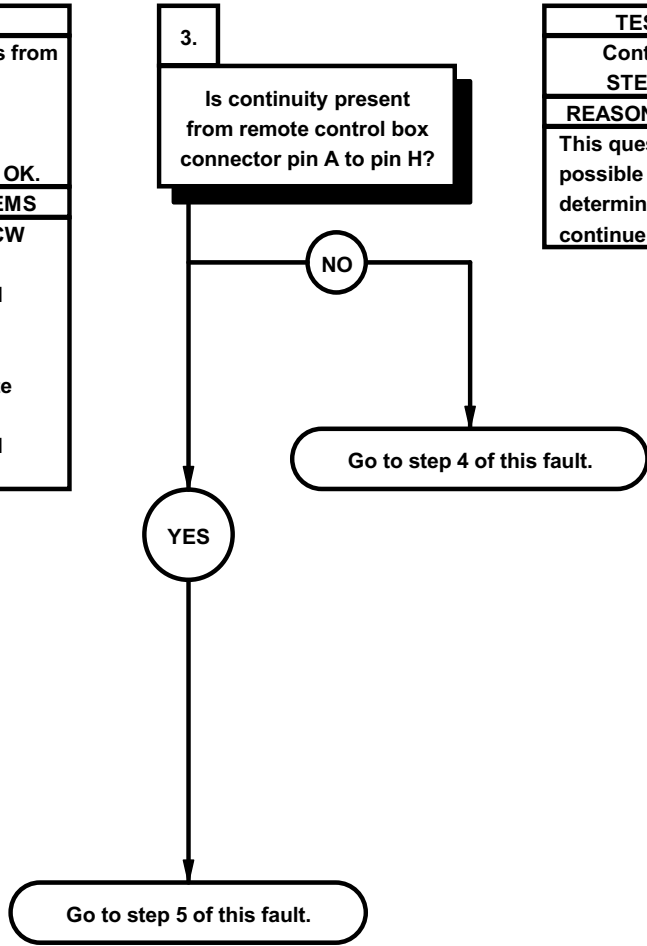 s from
OK.
EMS
CW
e
3.
Is continuity present
from remote control box
connector pin A to pin H?
NO
Go to step 4 of this fault.
YES
Go to step 5 of this fault.
TES
Cont
STE
REASON
This ques
possible
determin
continue